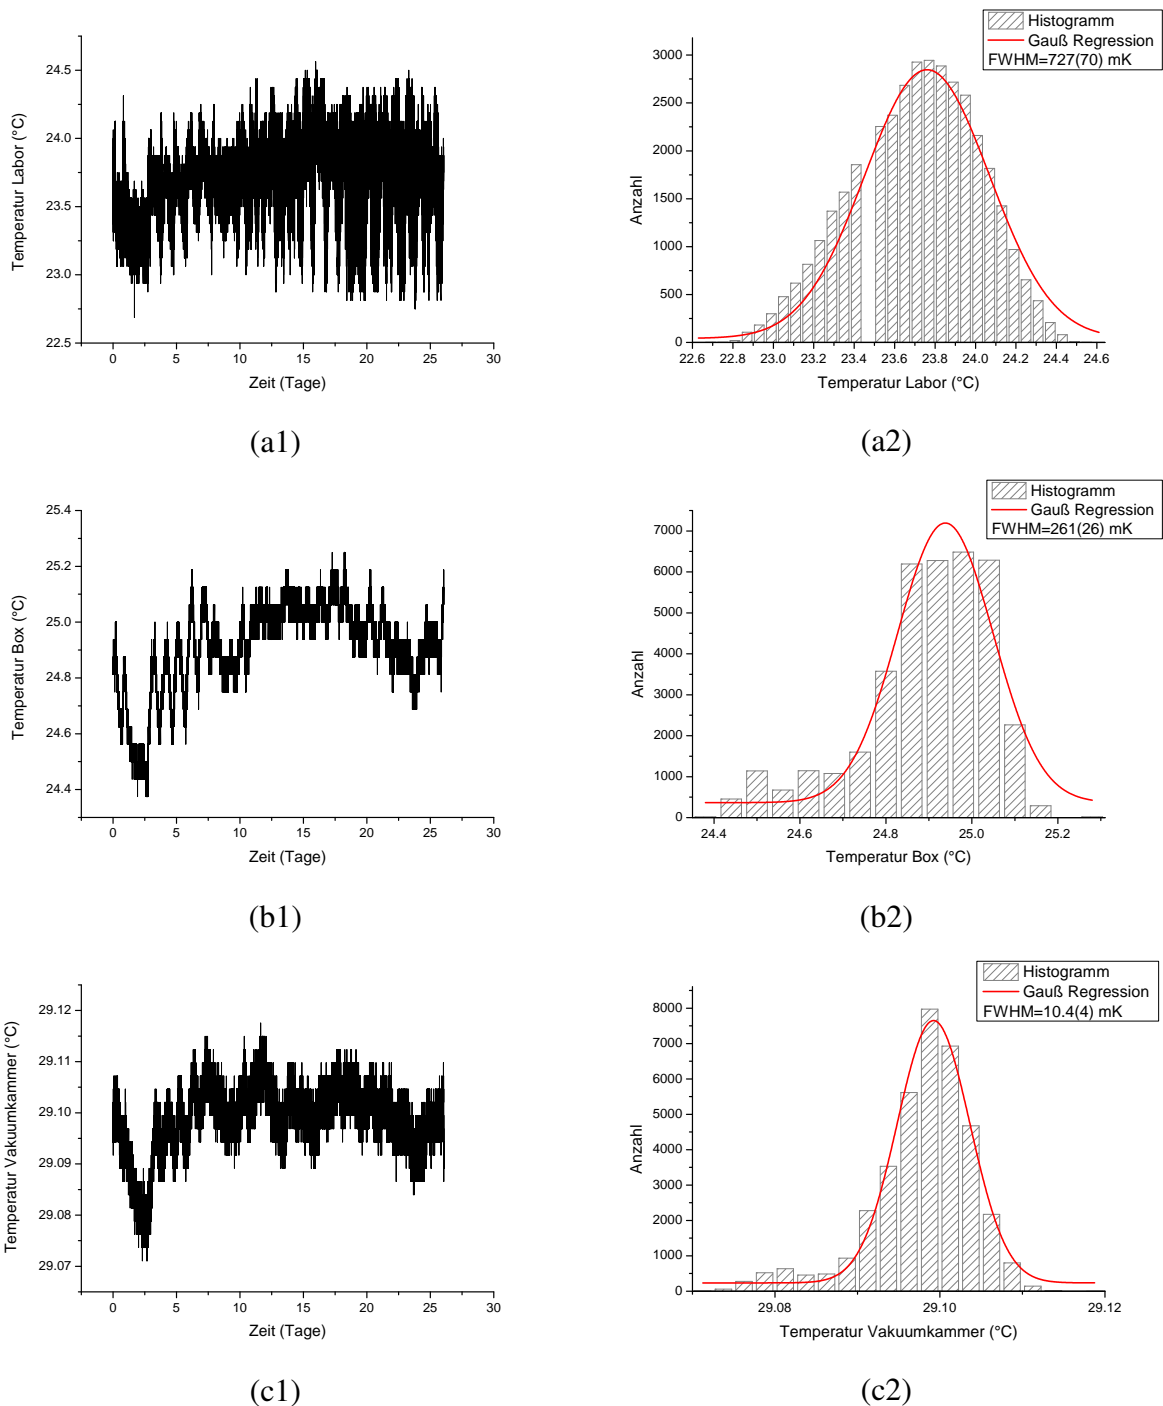 24.5
24.0
23.5
23.0
22.5
Temperatur Labor (°C)
0 5 10 15 20 25 30
Zeit (Tage)
(a1)
Histogramm
Gauß Regression
FWHM=727(70) mK
3000
2500
2000
1500
1000
500
0
Anzahl
22.6 22.8 23.0 23.2 23.4 23.6 23.8 24.0 24.2 24.4 24.6
Temperatur Labor (°C)
(a2)
25.4
25.2
25.0
24.8
24.6
24.4
Temperatur Box (°C)
0 5 10 15 20 25 30
Zeit (Tage)
(b1)
Histogramm
Gauß Regression
FWHM=261(26) mK
7000
6000
5000
4000
3000
2000
1000
0
Anzahl
24.4 24.6 24.8 25.0 25.2
Temperatur Box (°C)
(b2)
29.12
29.11
29.10
29.09
29.08
29.07
Temperatur Vakuumkammer (°C)
0 5 10 15 20 25 30
Zeit (Tage)
(c1)
Histogramm
Gauß Regression
FWHM=10.4(4) mK
8000
7000
6000
5000
4000
3000
2000
1000
0
Anzahl
29.08 29.10 29.12
Temperatur Vakuumkammer (°C)
(c2)